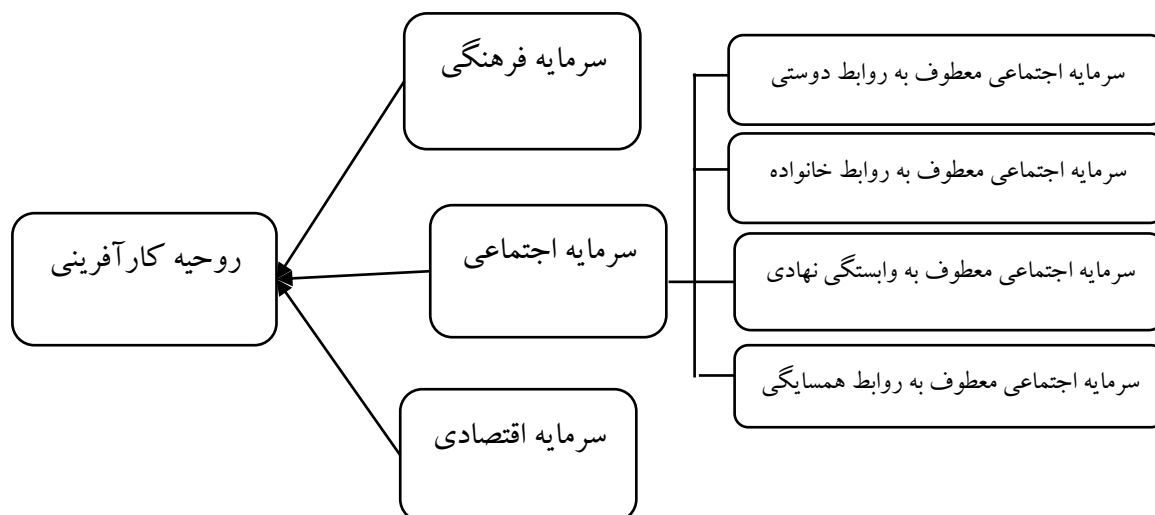 سرمایه اجتماعی معطوف به روابط دوستی
سرمایه اجتماعی معطوف به روابط خانواده
سرمایه اجتماعی معطوف به وابستگی نهادی
سرمایه اجتماعی معطوف به روابط همسایگی
سرمایه فرهنگی
سرمایه اجتماعی
سرمایه اقتصادی
روحیه کارآفرینی